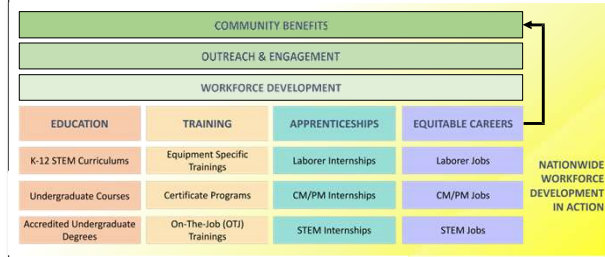 COMMUNITY BENEFITS
OUTREACH & ENGAGEMENT
WORKFORCE DEVELOPMENT
EDUCATION
TRAINING
APPRENTICESHIPS
EQUITABLE CAREERS
K-12 STEM Curriculums
Equipment Specific
Trainings
Laborer Internships
Laborer Jobs
Undergraduate Courses
Certificate Programs
CM/PM Internships
CM/PM Jobs
Accredited Undergraduate
Degrees
On-The-Job (OTJ)
Trainings
STEM Internships
STEM Jobs
NATIONWIDE
WORKFORCE
DEVELOPMENT
IN ACTION